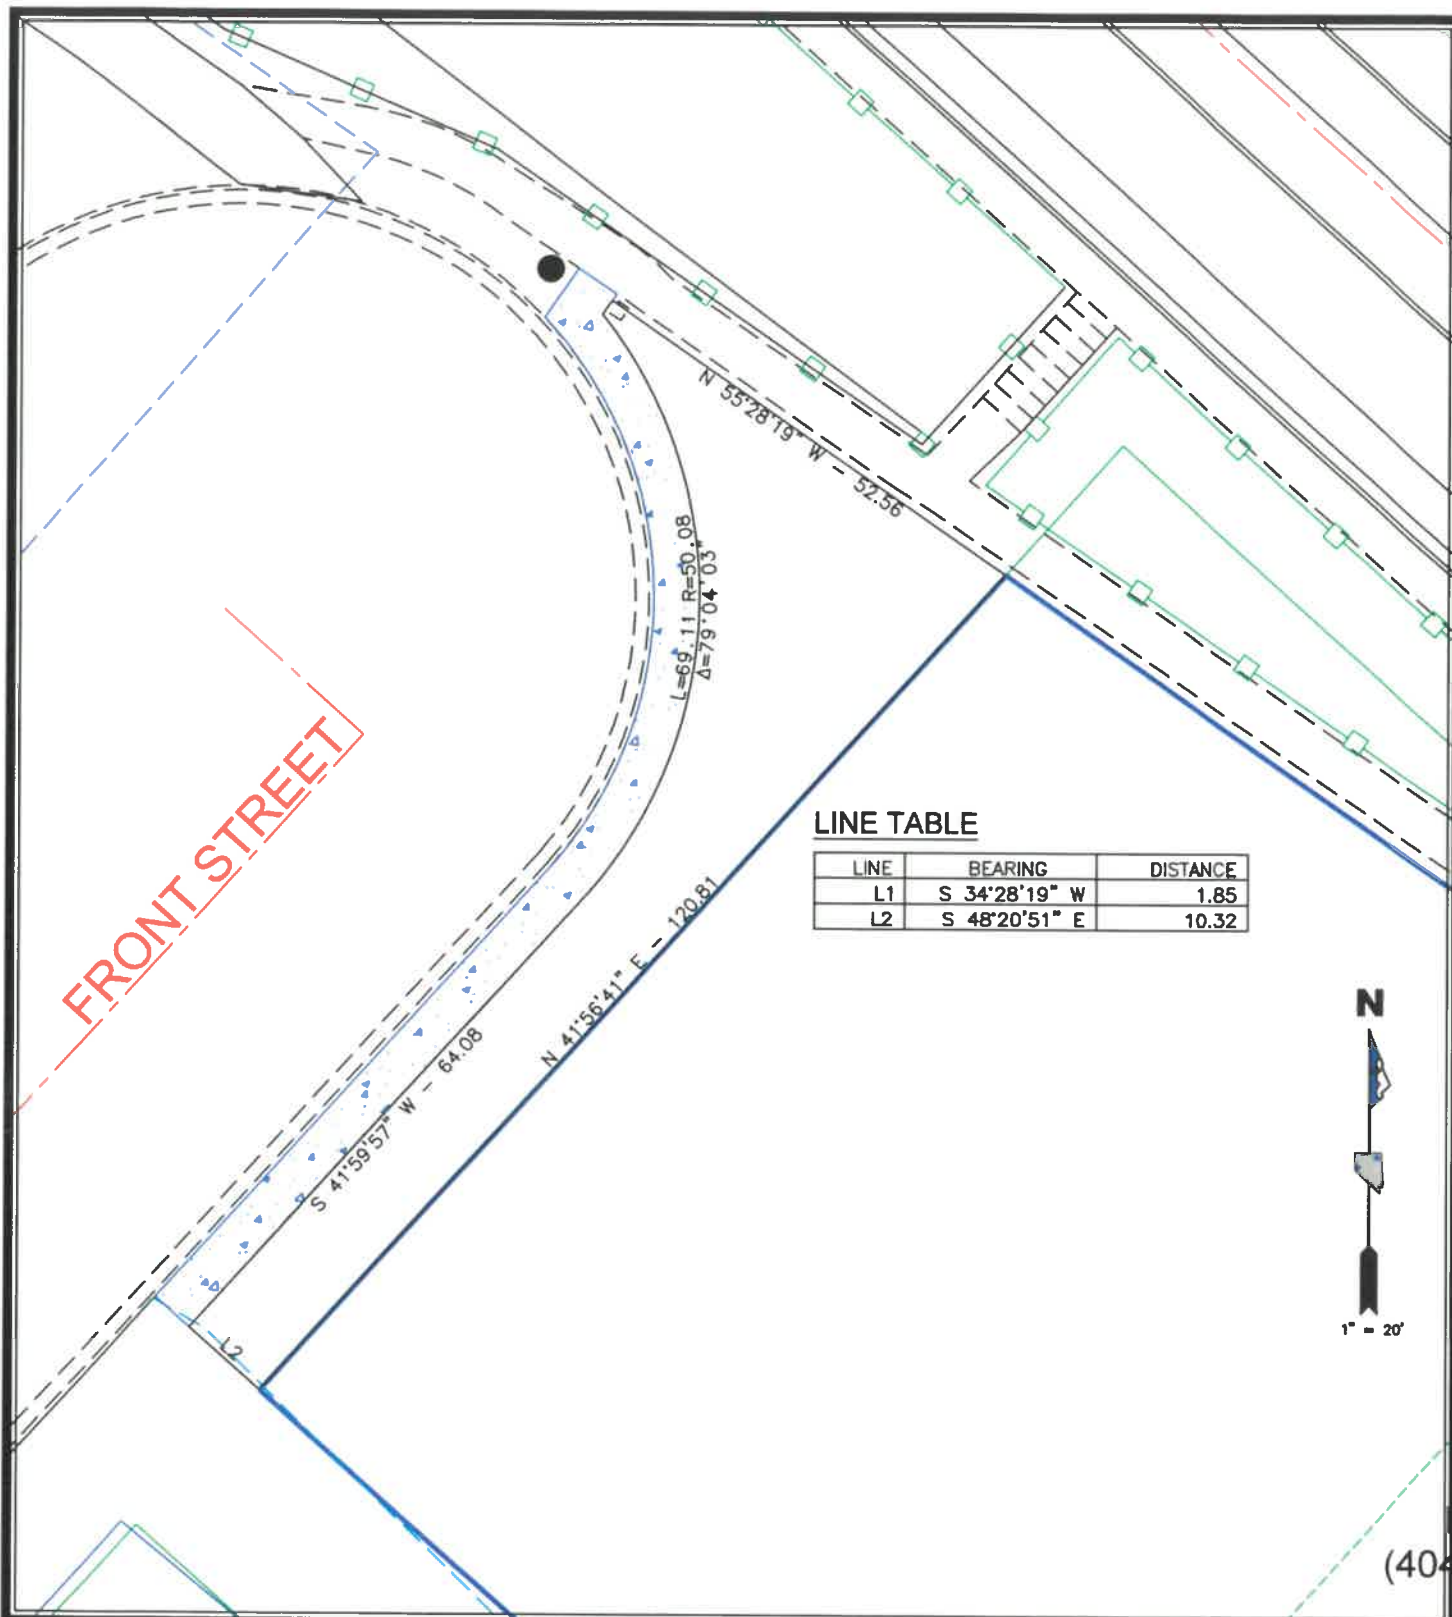 L1
N 55°28'19" W - 52.56
L=69.11 R=50.08
Δ=79°04'03"
FRONT STREET
LINE TABLE
LINE BEARING DISTANCE
L1 S 34°28'19" W 1.85
L2 S 48°20'51" E 10.32
N 41°56'41" E - 120.81
S 41°59'57" W - 64.08
N
1" = 20'
L2
(404